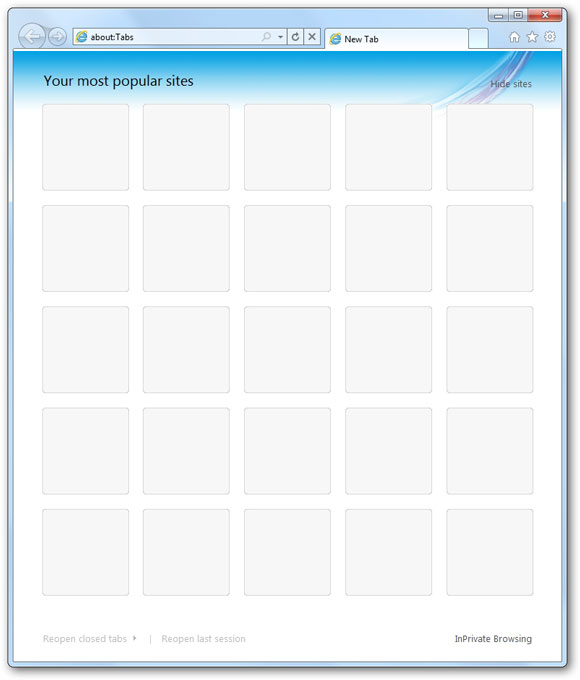 about:Tabs
New Tab
Your most popular sites
Hide sites
Reopen closed tabs | Reopen last session
InPrivate Browsing